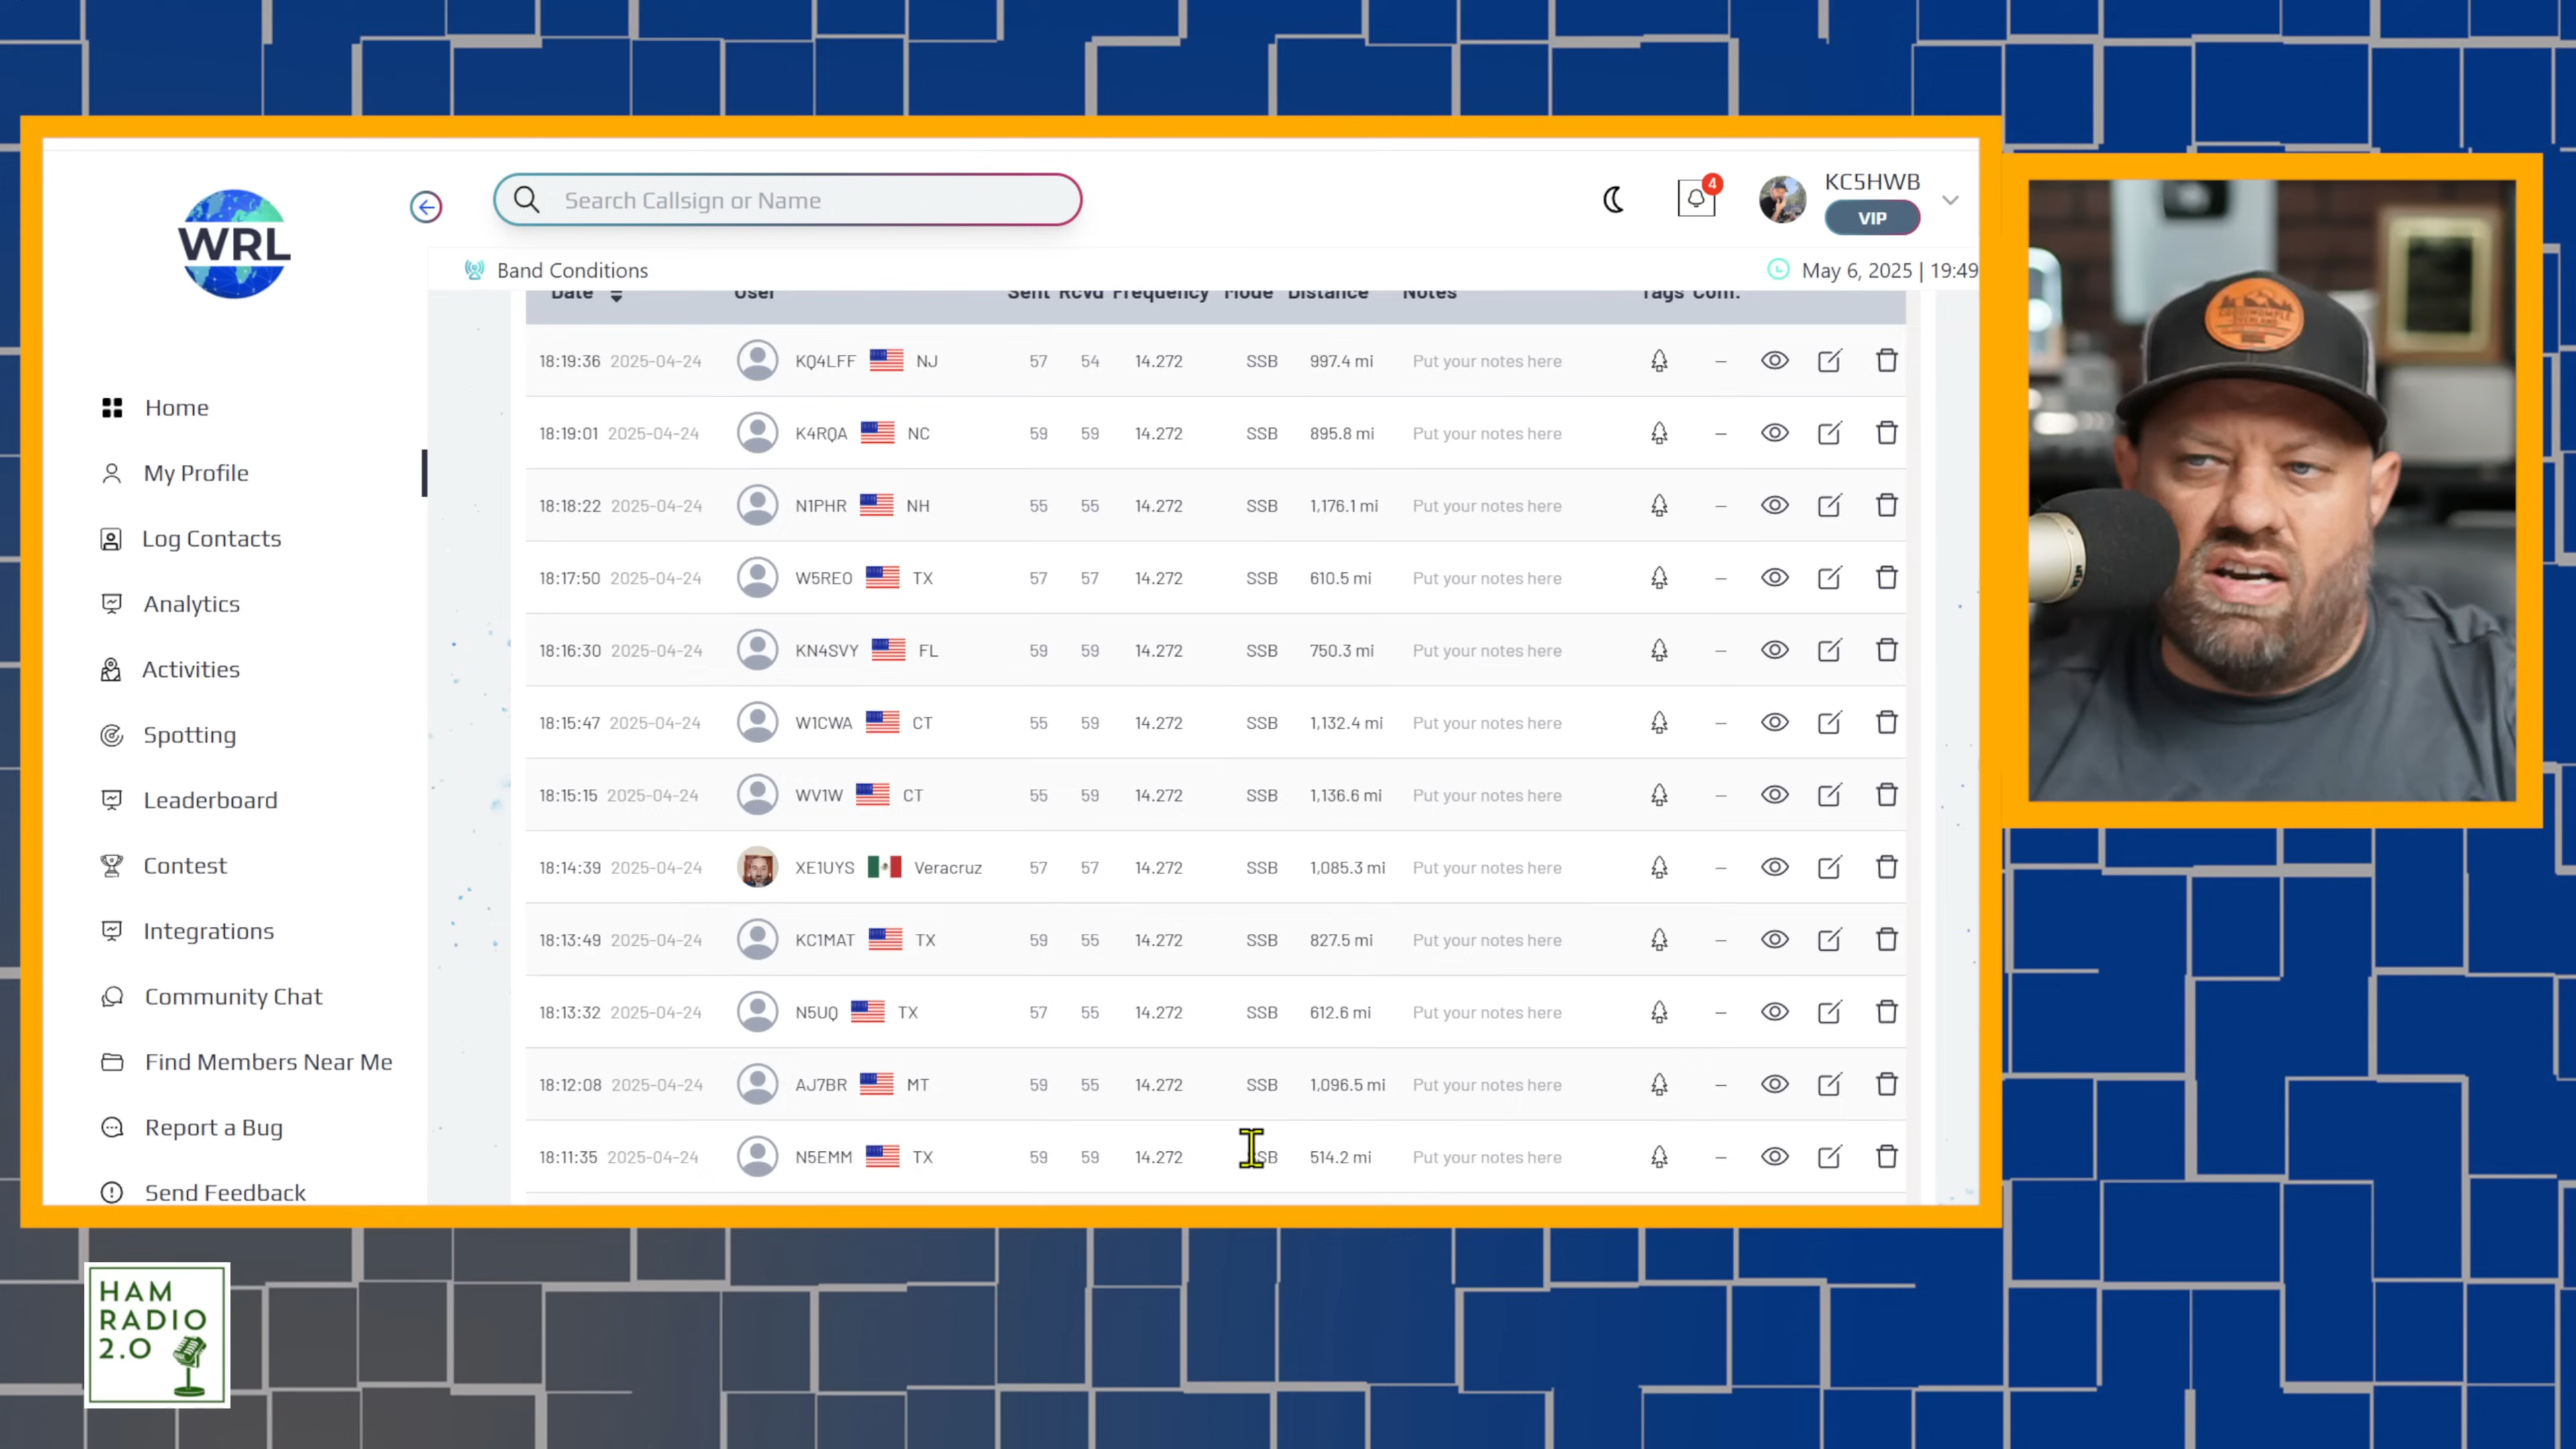 WRL
Search Callsign or Name
4
KC5HWB
VIP
Band Conditions
May 6, 2025 | 19:49
Date User Sent Rcvd Frequency Mode Distance Notes Tags Conf.
Home
My Profile
Log Contacts
Analytics
Activities
Spotting
Leaderboard
Contest
Integrations
Community Chat
Find Members Near Me
Report a Bug
Send Feedback
18:19:36 2025-04-24 KQ4LFF NJ 57 54 14.272 SSB 997.4 mi Put your notes here –
18:19:01 2025-04-24 K4RQA NC 59 59 14.272 SSB 895.8 mi Put your notes here –
18:18:22 2025-04-24 N1PHR NH 55 55 14.272 SSB 1,176.1 mi Put your notes here –
18:17:50 2025-04-24 W5REO TX 57 57 14.272 SSB 610.5 mi Put your notes here –
18:16:30 2025-04-24 KN4SVY FL 59 59 14.272 SSB 750.3 mi Put your notes here –
18:15:47 2025-04-24 W1CWA CT 55 59 14.272 SSB 1,132.4 mi Put your notes here –
18:15:15 2025-04-24 WV1W CT 55 59 14.272 SSB 1,136.6 mi Put your notes here –
18:14:39 2025-04-24 XE1UYS Veracruz 57 57 14.272 SSB 1,085.3 mi Put your notes here –
18:13:49 2025-04-24 KC1MAT TX 59 55 14.272 SSB 827.5 mi Put your notes here –
18:13:32 2025-04-24 N5UQ TX 57 55 14.272 SSB 612.6 mi Put your notes here –
18:12:08 2025-04-24 AJ7BR MT 59 55 14.272 SSB 1,096.5 mi Put your notes here –
18:11:35 2025-04-24 N5EMM TX 59 59 14.272 SSB 514.2 mi Put your notes here –
HAM
RADIO
2.0